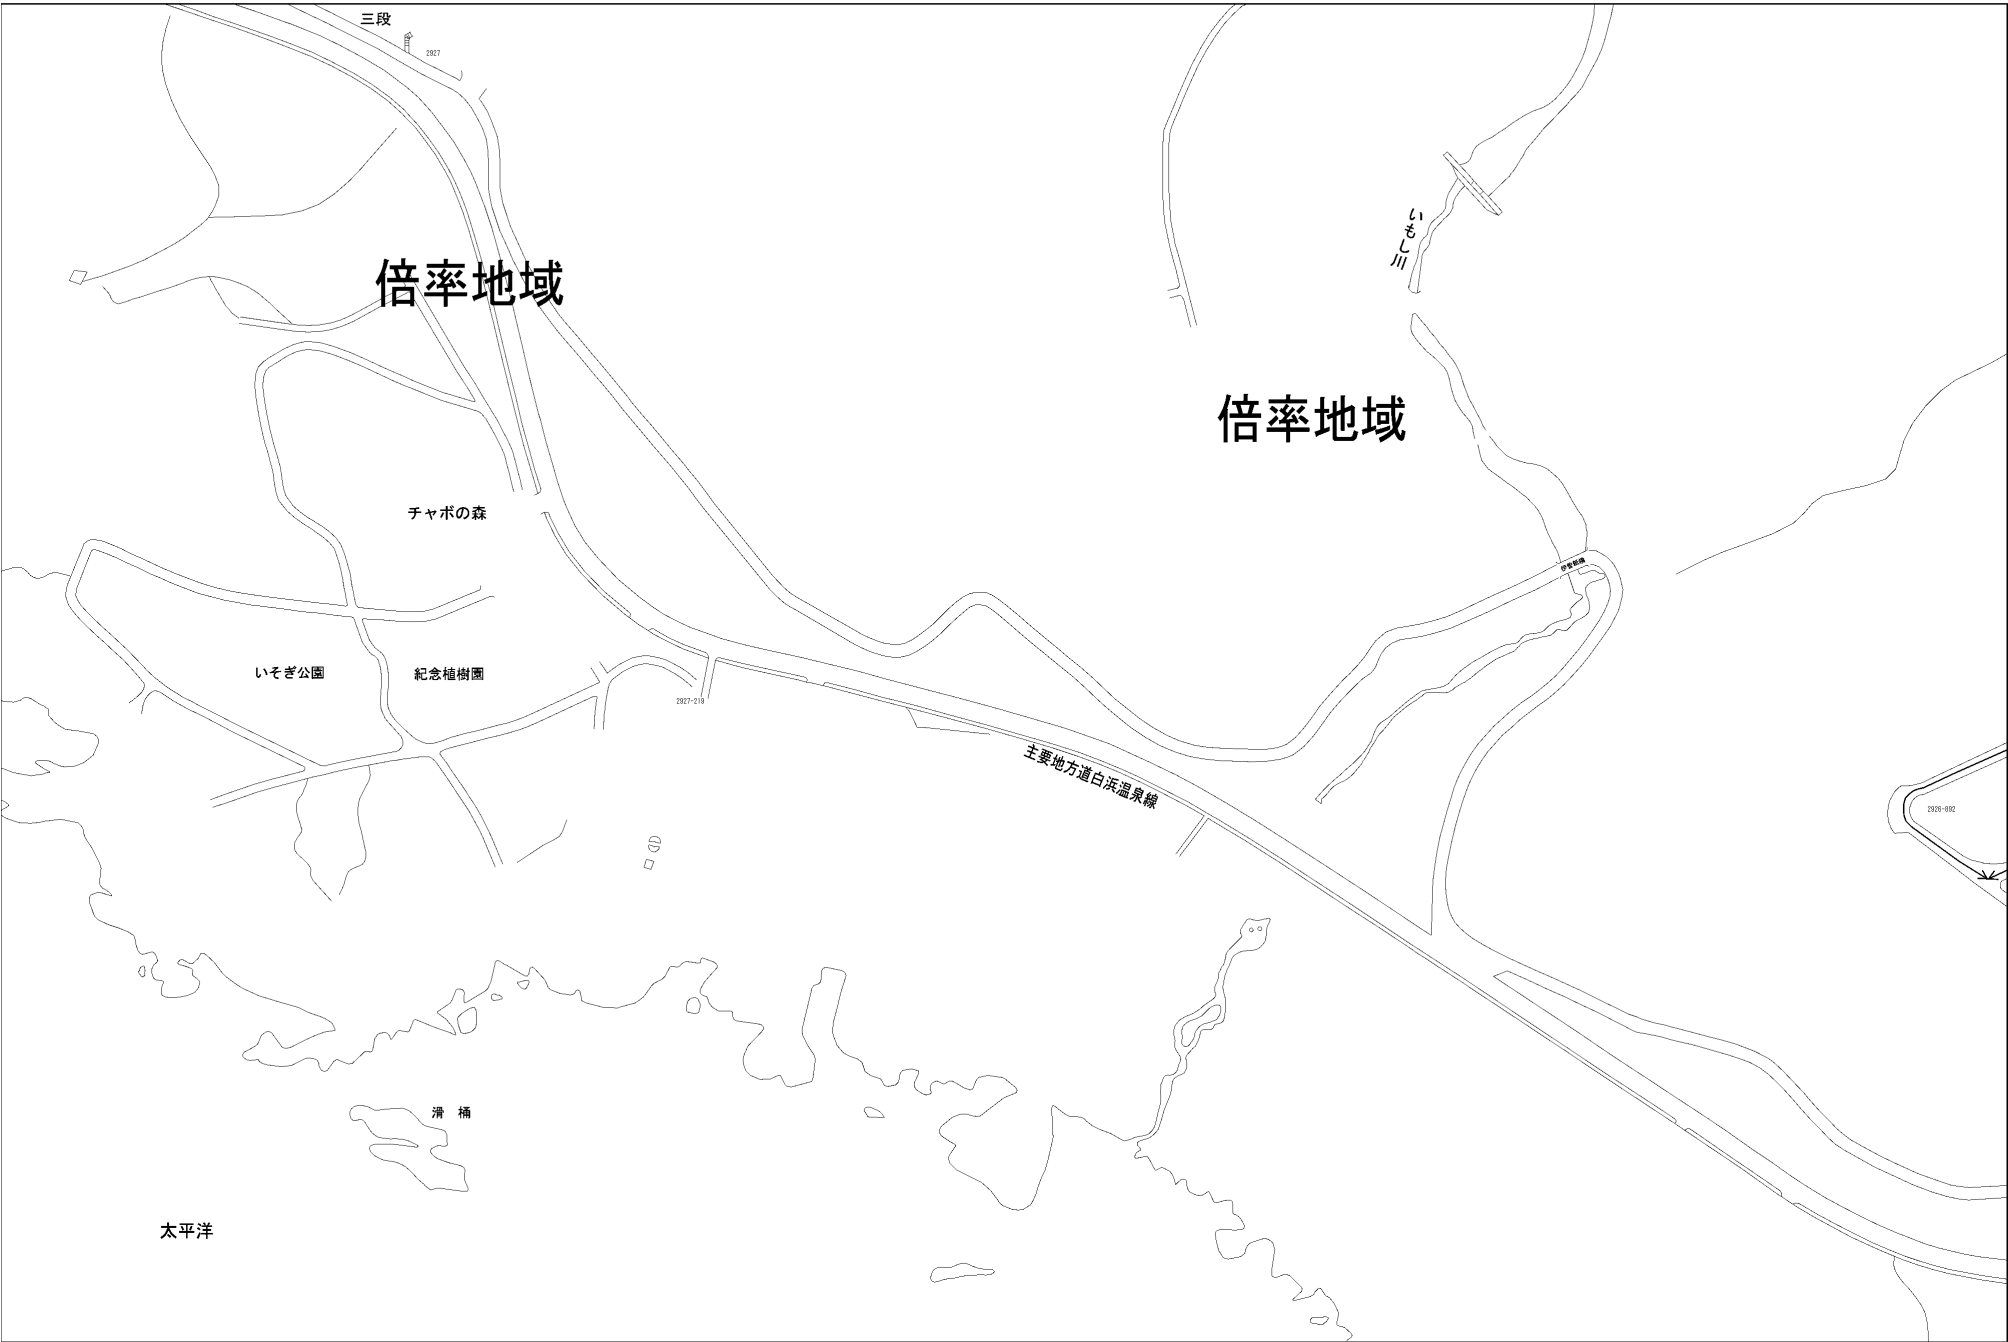 三段
2927
いもし川
倍率地域
倍率地域
チャボの森
いそぎ公園
紀念植樹園
2927-219
主要地方道白浜温泉線
2926-892
滑 桶
太平洋